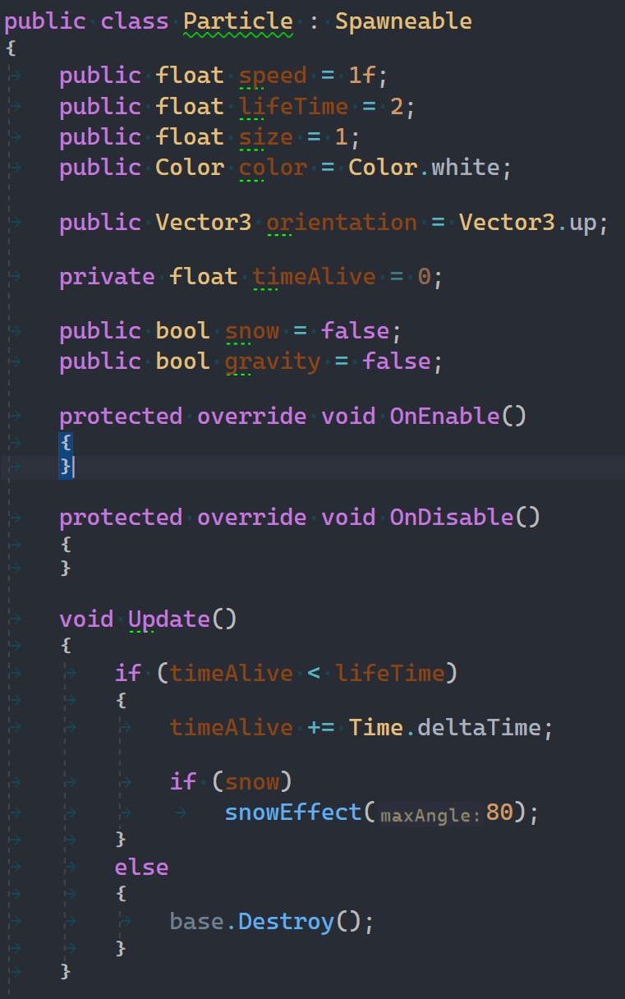 public class Particle : Spawneable
{
public float speed = 1f;
public float lifeTime = 2;
public float size = 1;
public Color color = Color.white;
public Vector3 orientation = Vector3.up;
private float timeAlive = 0;
public bool snow = false;
public bool gravity = false;
protected override void OnEnable()
{
}
protected override void OnDisable()
{
}
void Update()
{
if (timeAlive < lifeTime)
{
timeAlive += Time.deltaTime;
if (snow)
snowEffect(maxAngle:80);
}
else
{
base.Destroy();
}
}